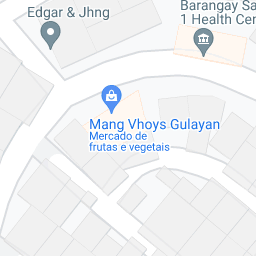 Edgar & Jhng
Barangay Sa
1 Health Cen
Mang Vhoys Gulayan
Mercado de
frutas e vegetais